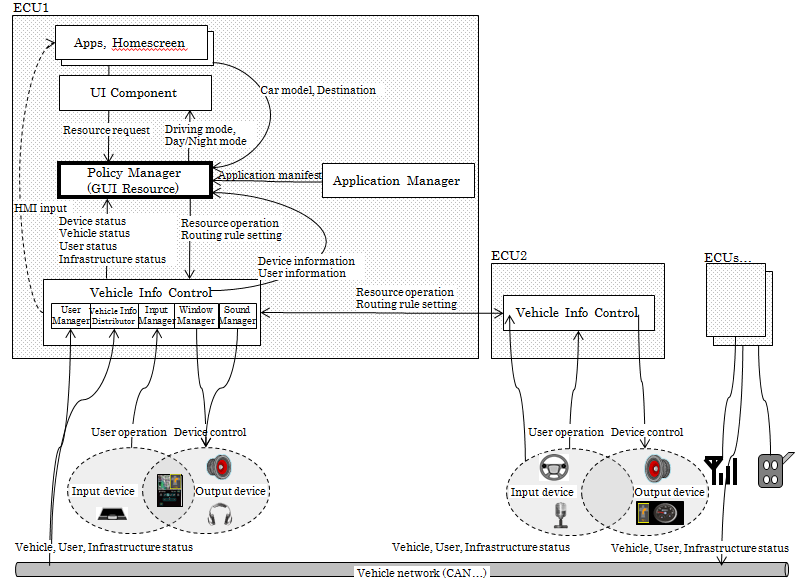 ECU1
Apps, Homescreen
UI Component
Car model, Destination
Resource request
Driving mode,
Day/Night mode
Policy Manager
(GUI Resource)
Application manifest
Application Manager
HMI input
Device status
Vehicle status
User status
Infrastructure status
Resource operation
Routing rule setting
Device information
User information
Vehicle Info Control
User
Manager
Vehicle Info
Distributor
Input
Manager
Window
Manager
Sound
Manager
Resource operation
Routing rule setting
ECU2
Vehicle Info Control
ECUs...
User operation
Device control
Input device
Output device
User operation
Device control
Input device
Output device
Vehicle, User, Infrastructure status
Vehicle, User, Infrastructure status
Vehicle, User, Infrastructure status
Vehicle network (CAN...)